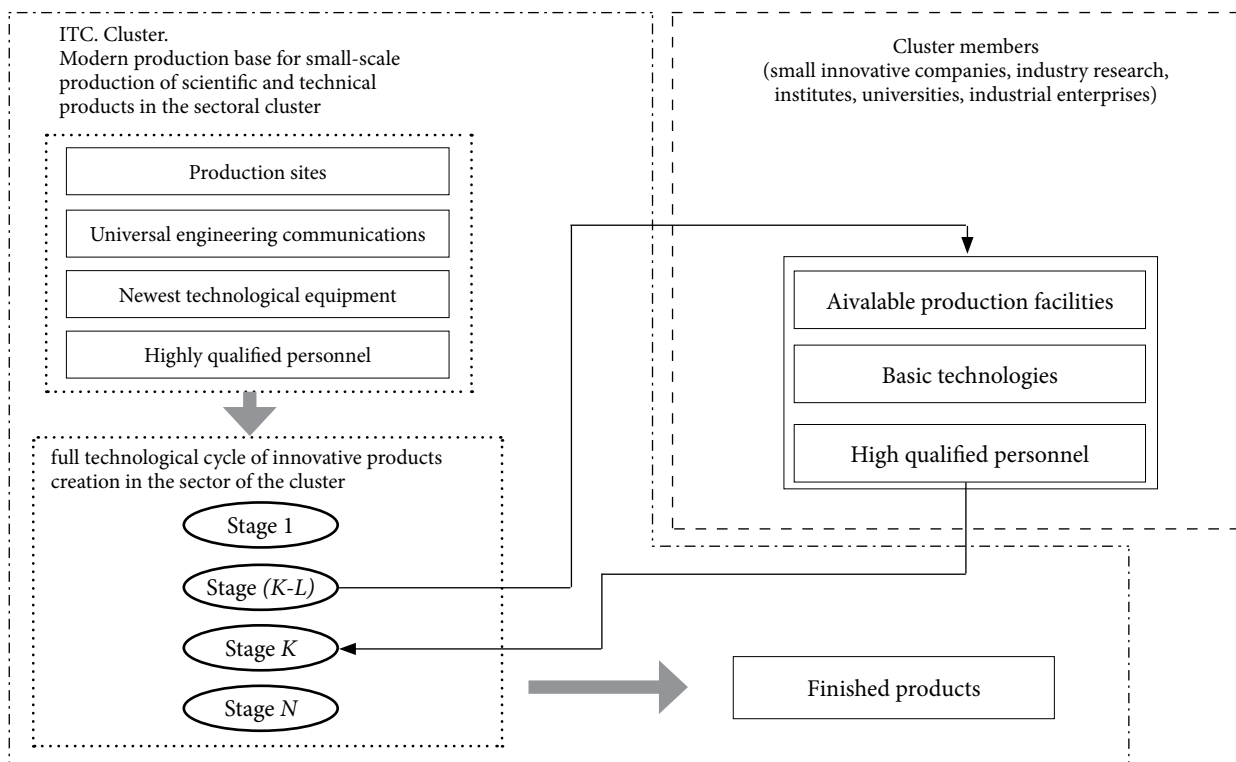 ITC. Cluster.
Modern production base for small-scale
production of scientific and technical
products in the sectoral cluster
Production sites
Universal engineering communications
Newest technological equipment
Highly qualified personnel
full technological cycle of innovative products
creation in the sector of the cluster
Stage 1
Stage (K-L)
Stage K
Stage N
Cluster members
(small innovative companies, industry research,
institutes, universities, industrial enterprises)
Aivalable production facilities
Basic technologies
High qualified personnel
Finished products